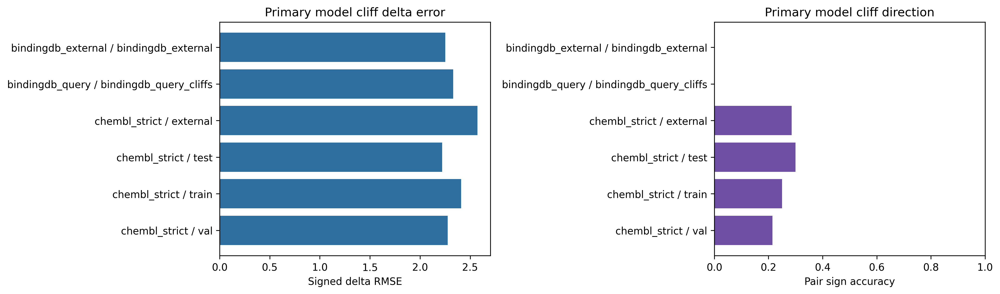 Primary model cliff delta error
bindingdb_external / bindingdb_external
bindingdb_query / bindingdb_query_cliffs
chembl_strict / external
chembl_strict / test
chembl_strict / train
chembl_strict / val
0.0 0.5 1.0 1.5 2.0 2.5
Signed delta RMSE
Primary model cliff direction
bindingdb_external / bindingdb_external
bindingdb_query / bindingdb_query_cliffs
chembl_strict / external
chembl_strict / test
chembl_strict / train
chembl_strict / val
0.0 0.2 0.4 0.6 0.8 1.0
Pair sign accuracy